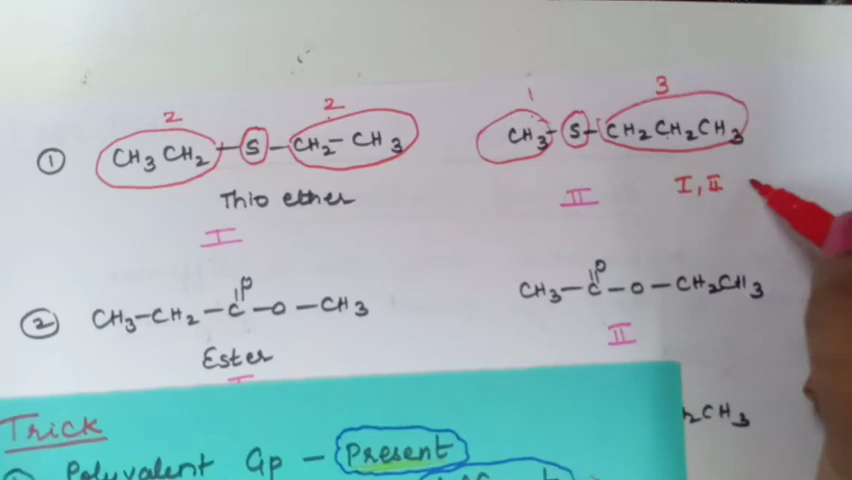 2 2 1 3
① CH3 CH2 – S – CH2 – CH3 CH3 – S – CH2 CH2 CH3
Thio ether
I II I, II
O O
|| ||
② CH3 – CH2 – C – O – CH3 CH3 – C – O – CH2CH3
Ester II
CH3
Trick
Polyvalent Gp – Present